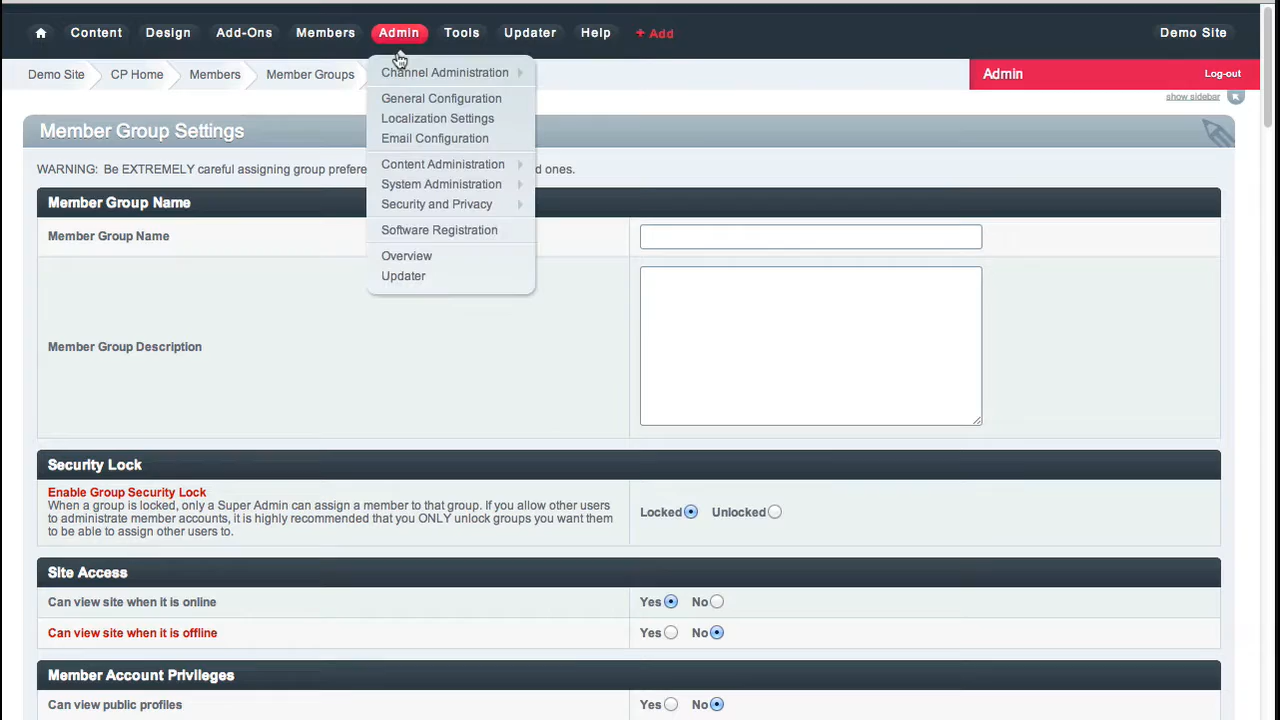 Content Design Add-Ons Members Admin Tools Updater Help + Add Demo Site
Demo Site CP Home Members Member Groups Admin Log-out
show sidebar
Channel Administration
General Configuration
Localization Settings
Email Configuration
Content Administration
System Administration
Security and Privacy
Software Registration
Overview
Updater
Member Group Settings
WARNING: Be EXTREMELY careful assigning group d ones.
Member Group Name
Member Group Name
Member Group Description
Security Lock
Enable Group Security Lock
When a group is locked, only a Super Admin can assign a member to that group. If you allow other users
to administrate member accounts, it is highly recommended that you ONLY unlock groups you want them
to be able to assign other users to.
Locked Unlocked
Site Access
Can view site when it is online Yes No
Can view site when it is offline Yes No
Member Account Privileges
Can view public profiles Yes No